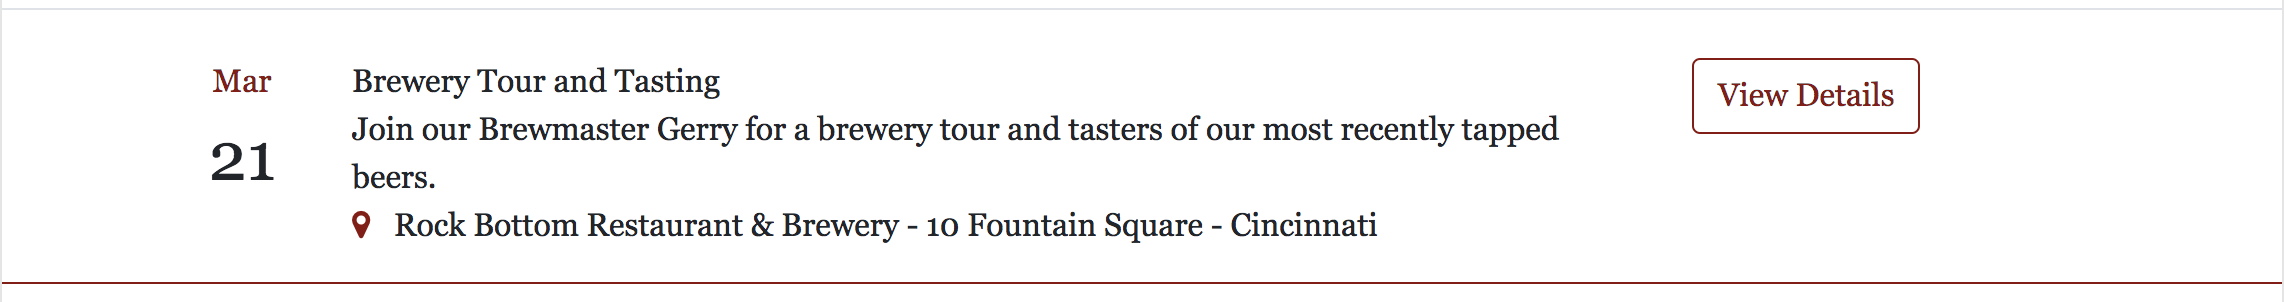 Mar
21
Brewery Tour and Tasting
Join our Brewmaster Gerry for a brewery tour and tasters of our most recently tapped
beers.
Rock Bottom Restaurant & Brewery - 10 Fountain Square - Cincinnati
View Details